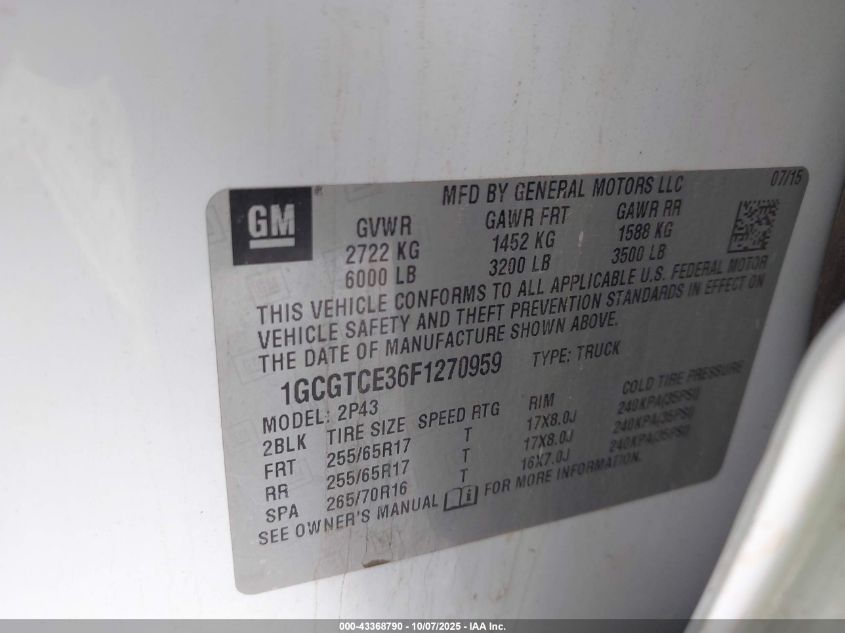 GM
MFD BY GENERAL MOTORS LLC 07/15
GVWR GAWR FRT GAWR RR
2722 KG 1452 KG 1588 KG
6000 LB 3200 LB 3500 LB
THIS VEHICLE CONFORMS TO ALL APPLICABLE U.S. FEDERAL MOTOR
VEHICLE SAFETY AND THEFT PREVENTION STANDARDS IN EFFECT ON
THE DATE OF MANUFACTURE SHOWN ABOVE.
1GCGTCE36F1270959 TYPE: TRUCK
MODEL: 2P43
2BLK TIRE SIZE SPEED RTG RIM COLD TIRE PRESSURE
FRT 255/65R17 T 17X8.0J 240KPA(35PSI)
RR 255/65R17 T 17X8.0J 240KPA(35PSI)
SPA 265/70R16 T 16X7.0J 240KPA(35PSI)
SEE OWNER'S MANUAL FOR MORE INFORMATION.
000-43368790 - 10/07/2025 - IAA Inc.